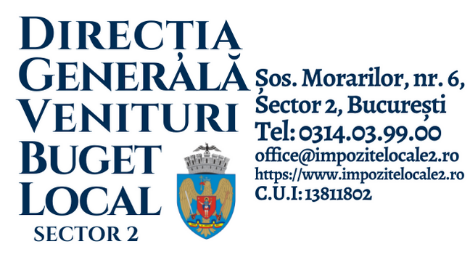 DIRECȚIA
GENERALĂ
VENITURI
BUGET
LOCAL
SECTOR 2
Șos. Morarilor, nr. 6,
Sector 2, București
Tel: 0314.03.99.00
office@impozitelocale2.ro
https://www.impozitelocale2.ro
C.U.I: 13811802